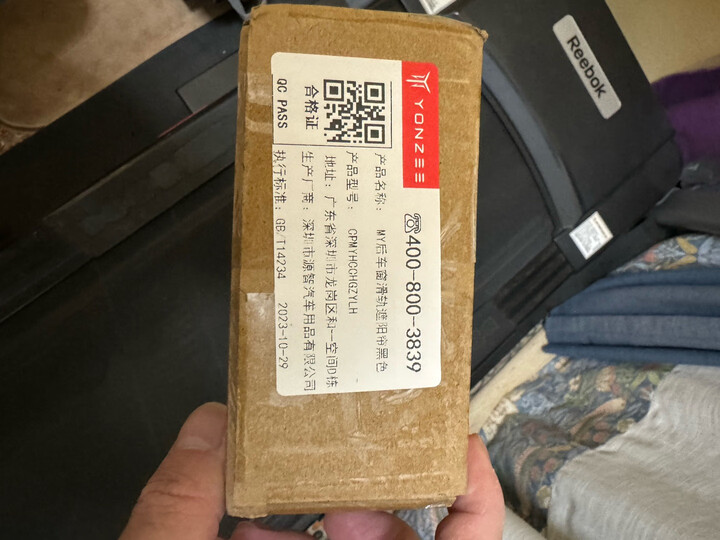 YONZEE
400-800-3839
产品名称： MY后车窗滑轨遮阳帘黑色
产品型号： CPMYHCCHGZYLH
地址：广东省深圳市龙岗区和一空间D栋
生产厂商：深圳市源智汽车用品有限公司
执行标准：GB/T14234 2023-10-29
合格证
QC PASS
Reebok